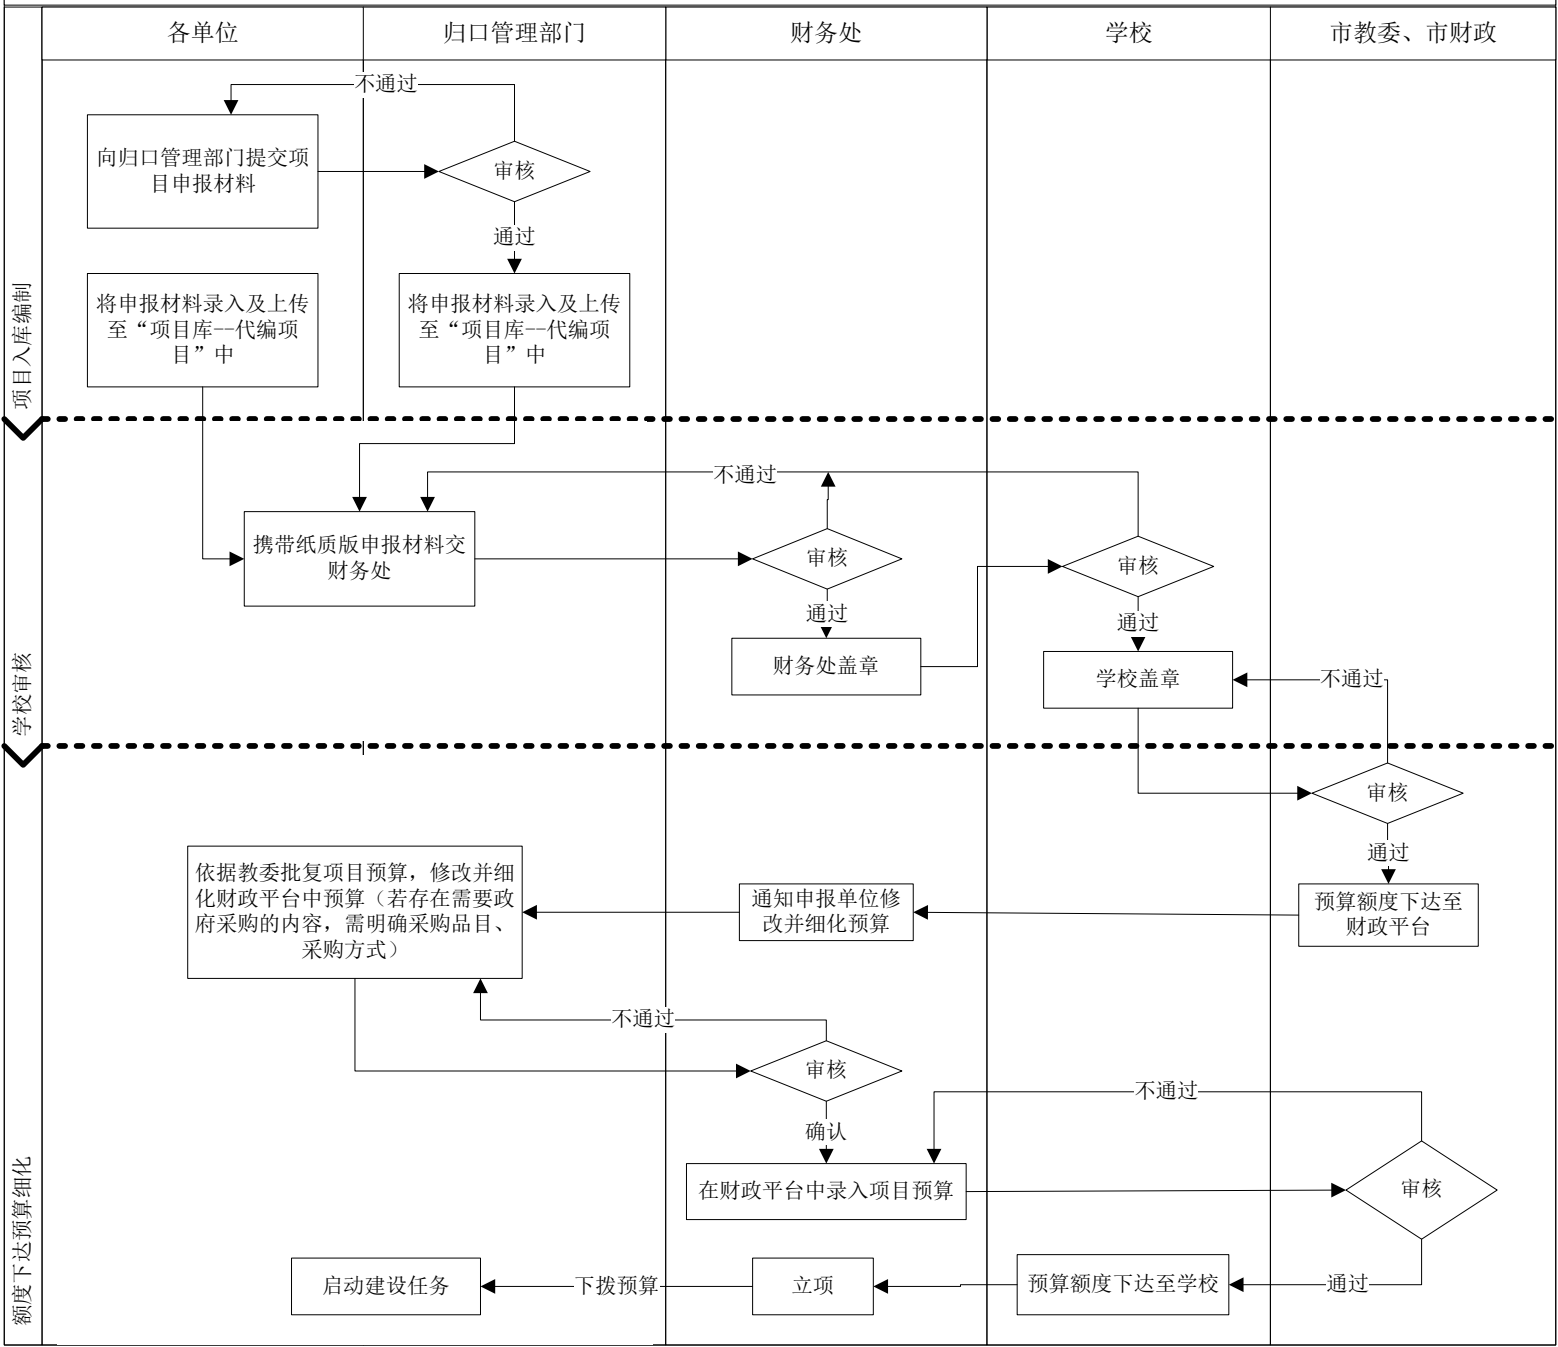 各单位
归口管理部门
财务处
学校
市教委、市财政
项目入库编制
不通过
向归口管理部门提交项
目申报材料
审核
通过
将申报材料录入及上传
至“项目库--代编项
目”中
将申报材料录入及上传
至“项目库--代编项
目”中
学校审核
不通过
携带纸质版申报材料交
财务处
审核
审核
通过
通过
财务处盖章
学校盖章
不通过
额度下达预算细化
审核
通过
依据教委批复项目预算，修改并细
化财政平台中预算（若存在需要政
府采购的内容，需明确采购品目、
采购方式）
通知申报单位修
改并细化预算
预算额度下达至
财政平台
不通过
审核
不通过
确认
在财政平台中录入项目预算
审核
启动建设任务
下拨预算
立项
预算额度下达至学校
通过